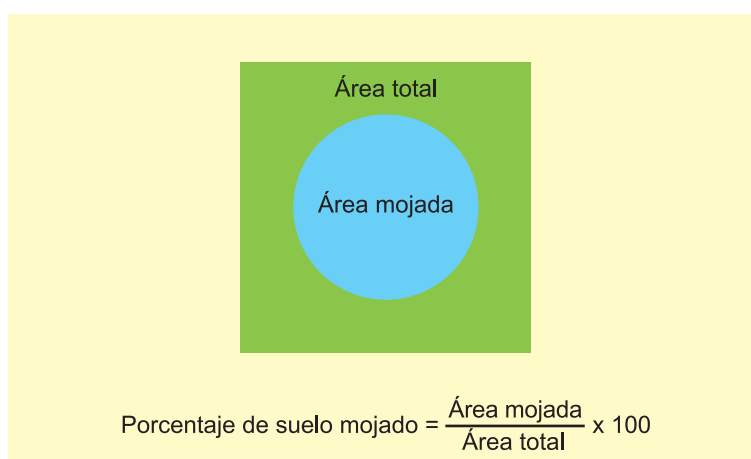 Área total
Área mojada
Porcentaje de suelo mojado = Área mojada / Área total x 100